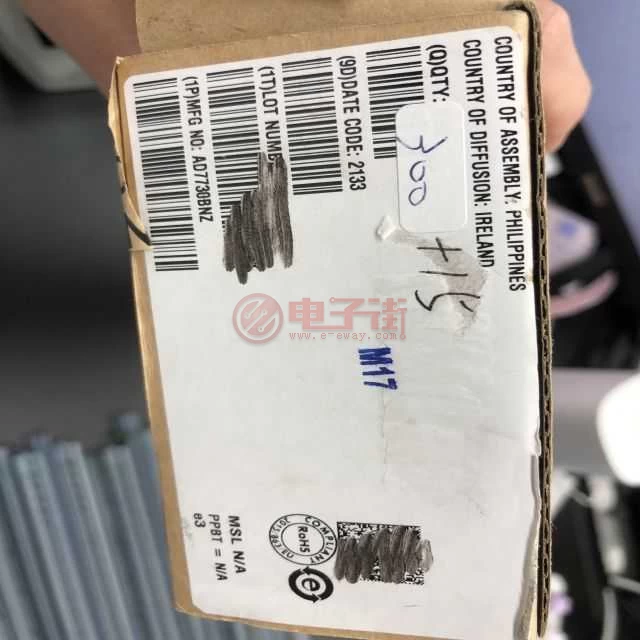 COUNTRY OF ASSEMBLY: PHILIPPINES
COUNTRY OF DIFFUSION: IRELAND
(Q)QTY:
300
+15
(9D)DATE CODE: 2133
(1T)LOT NUMB
(1P)MFG NO: AD7730BNZ
电子街
www.e-eway.com
M17
MSL N/A
PPBT = N/A
e3
COMPLIANT
RoHS
e